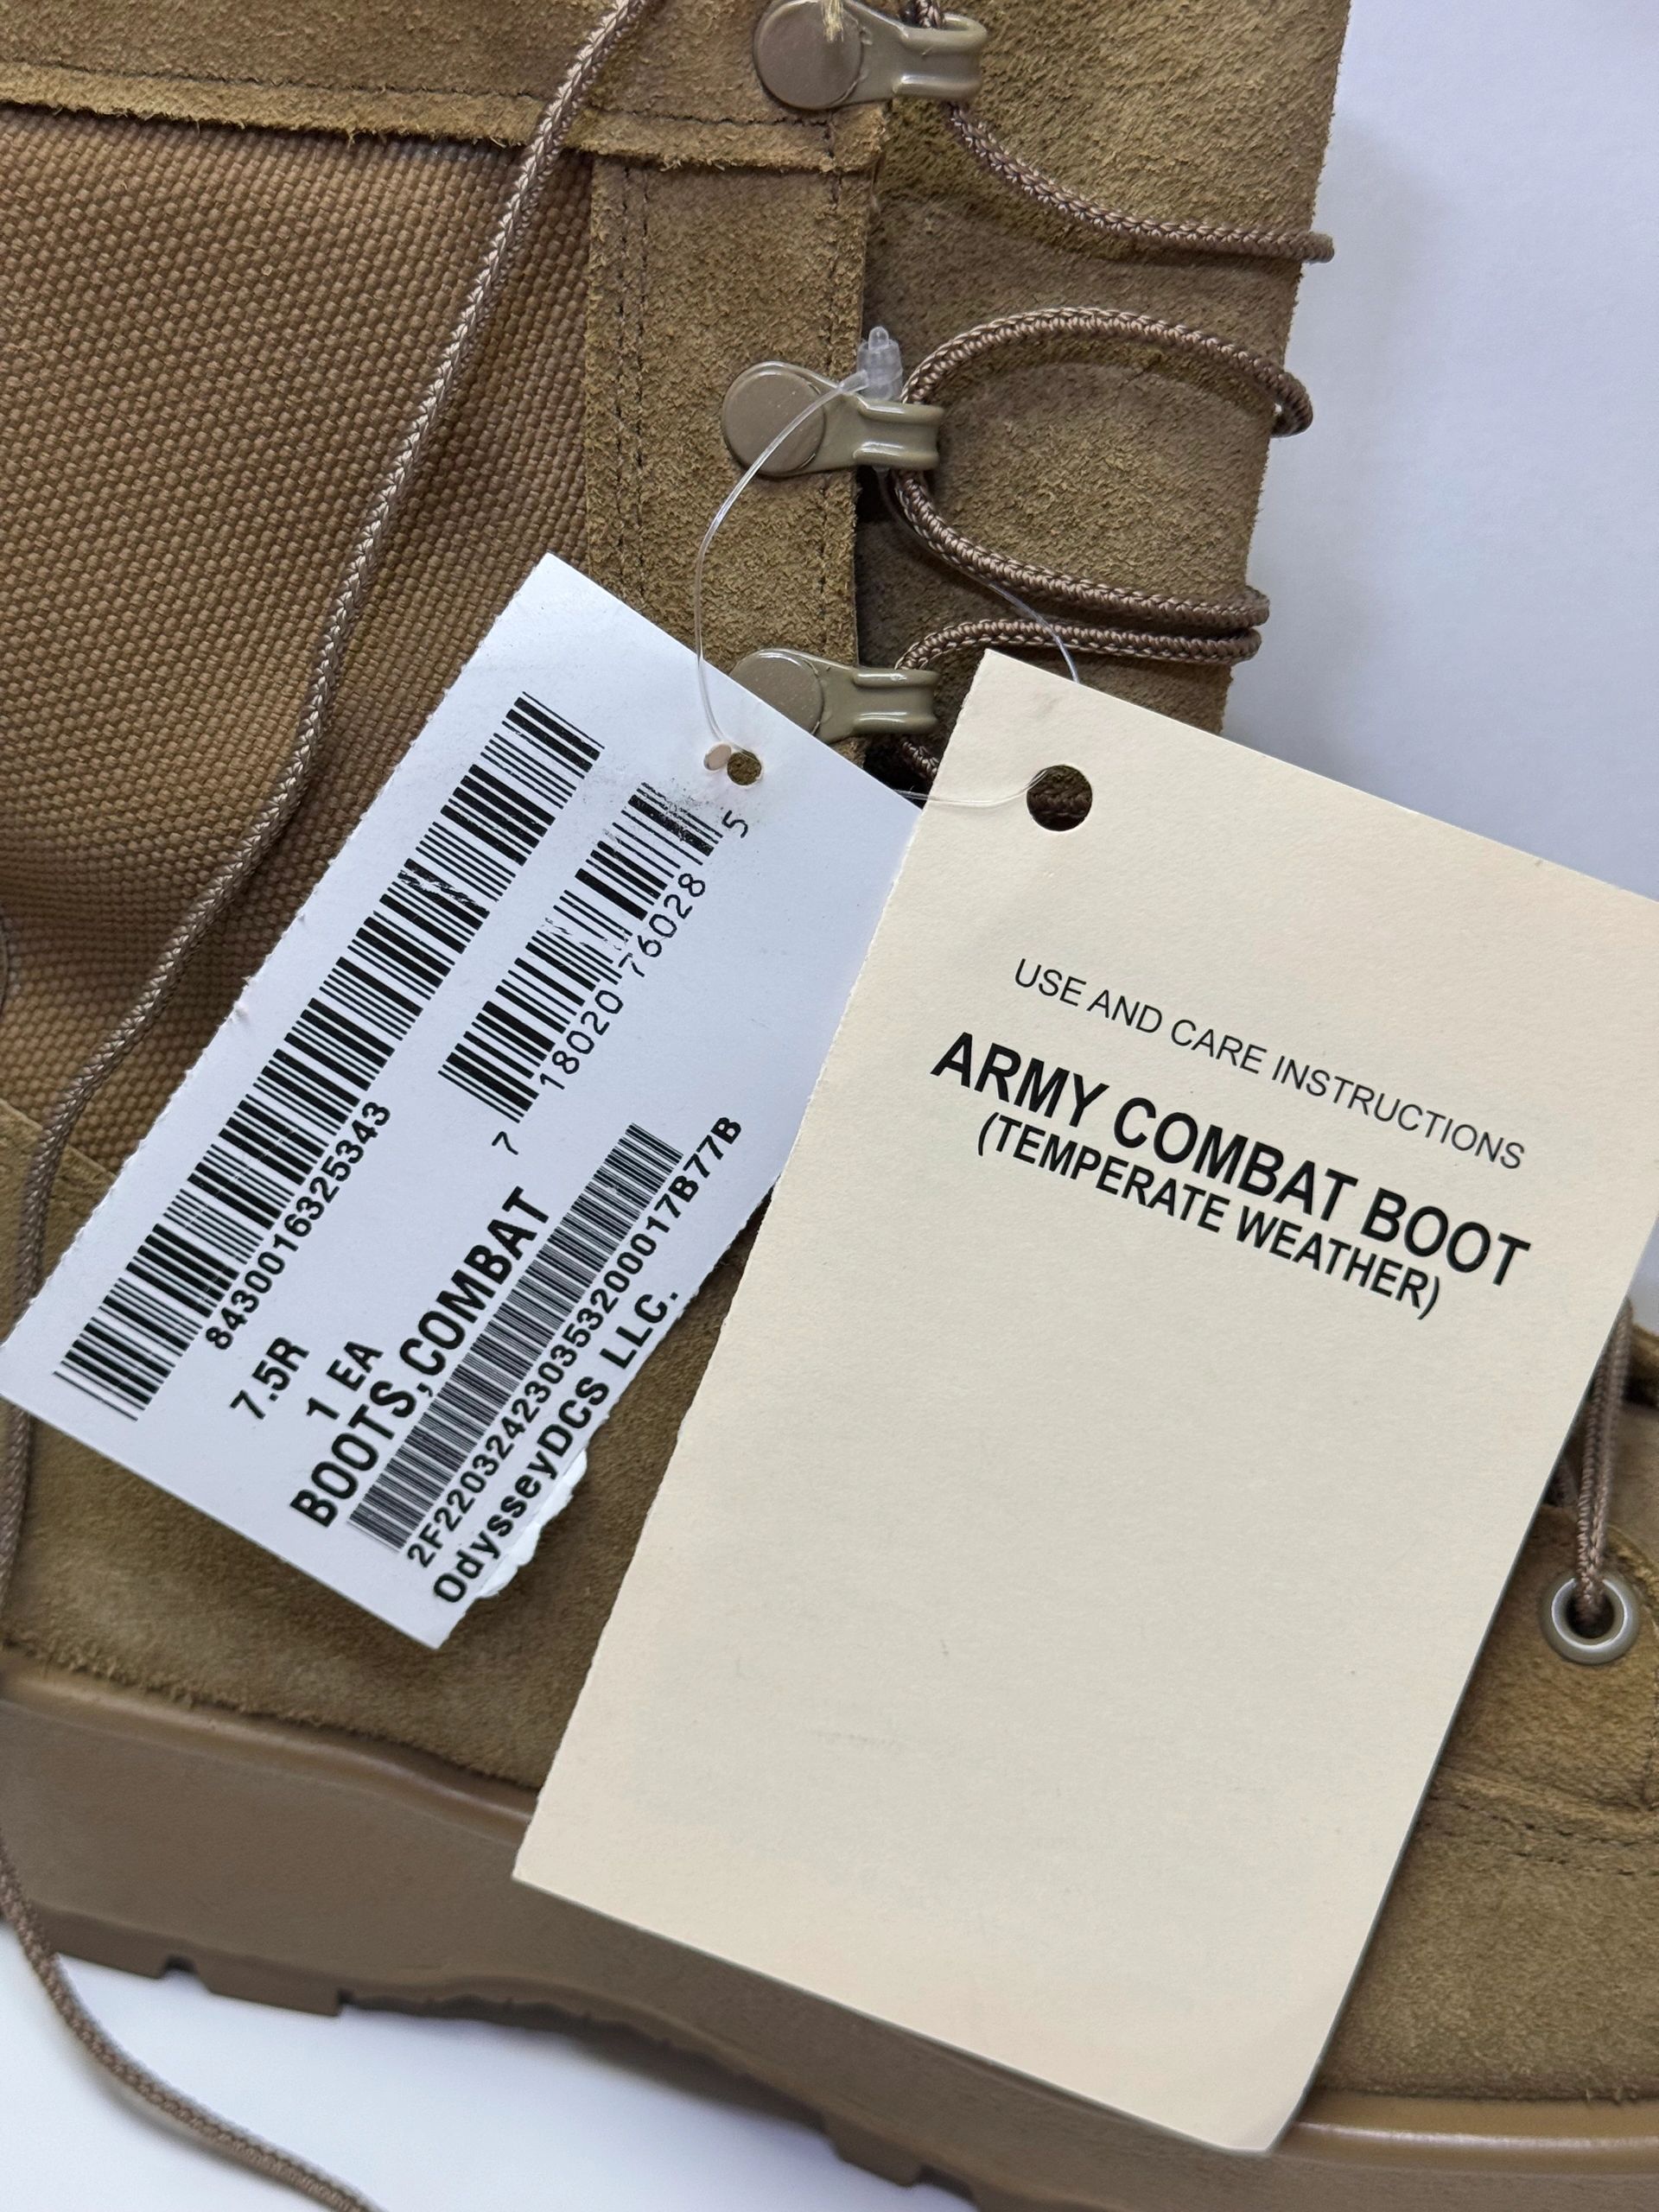 8430016325343
7 18020 76028 5
7.5R
1 EA
BOOTS,COMBAT
2F220324230353200017B77B
OdysseyDCS LLC.
USE AND CARE INSTRUCTIONS
ARMY COMBAT BOOT
(TEMPERATE WEATHER)